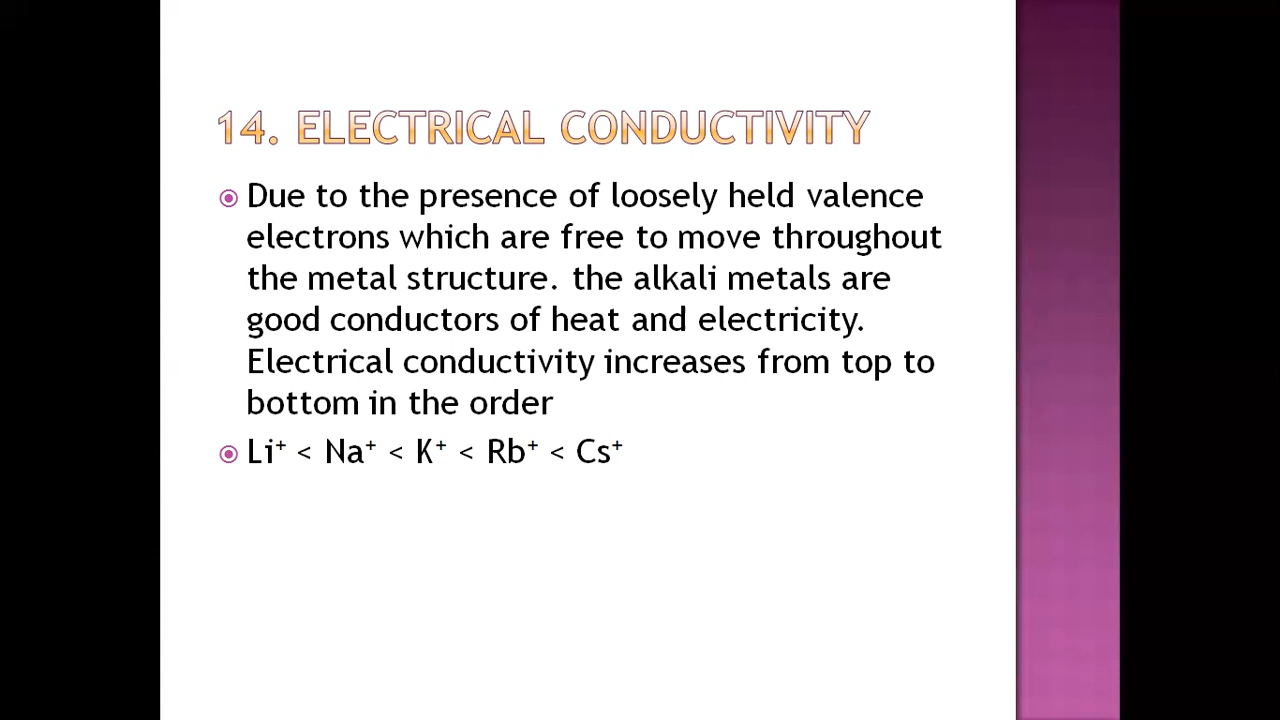 14. ELECTRICAL CONDUCTIVITY
Due to the presence of loosely held valence
electrons which are free to move throughout
the metal structure. the alkali metals are
good conductors of heat and electricity.
Electrical conductivity increases from top to
bottom in the order
Li⁺ < Na⁺ < K⁺ < Rb⁺ < Cs⁺